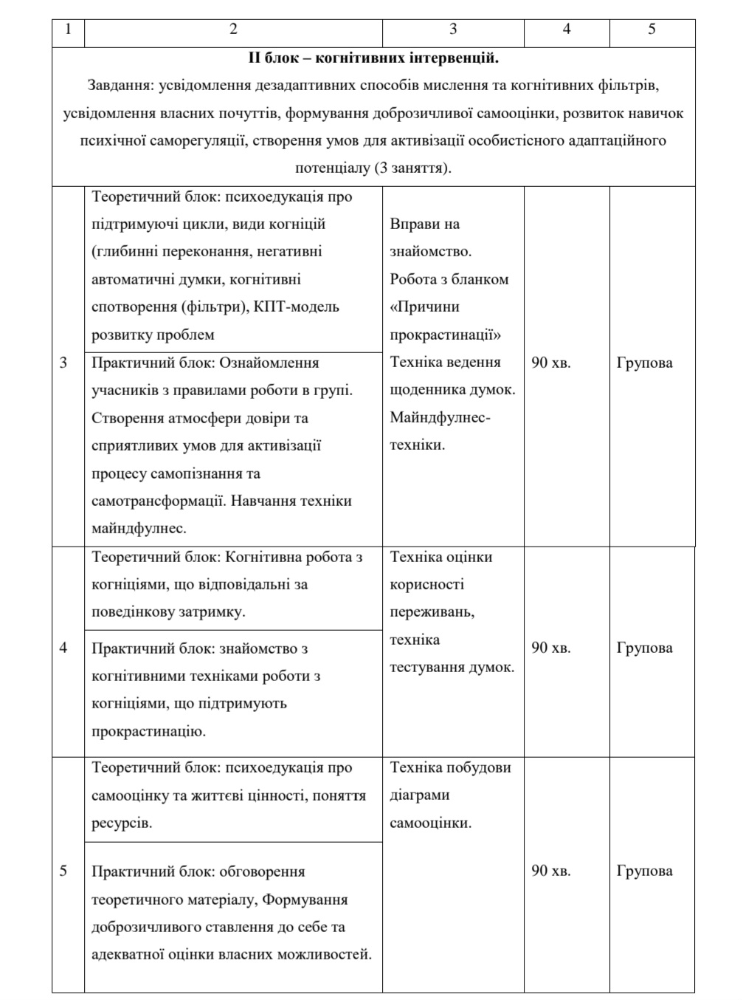 1 2 3 4 5
II блок – когнітивних інтервенцій.
Завдання: усвідомлення дезадаптивних способів мислення та когнітивних фільтрів,
усвідомлення власних почуттів, формування доброзичливої самооцінки, розвиток навичок
психічної саморегуляції, створення умов для активізації особистісного адаптаційного
потенціалу (3 заняття).
3
Теоретичний блок: психоедукація про
підтримуючі цикли, види когніцій
(глибинні переконання, негативні
автоматичні думки, когнітивні
спотворення (фільтри), КПТ-модель
розвитку проблем
Практичний блок: Ознайомлення
учасників з правилами роботи в групі.
Створення атмосфери довіри та
сприятливих умов для активізації
процесу самопізнання та
самотрансформації. Навчання техніки
майндфулнес.
Вправи на
знайомство.
Робота з бланком
«Причини
прокрастинації»
Техніка ведення
щоденника думок.
Майндфулнес-
техніки.
90 хв.
Групова
4
Теоретичний блок: Когнітивна робота з
когніціями, що відповідальні за
поведінкову затримку.
Практичний блок: знайомство з
когнітивними техніками роботи з
когніціями, що підтримують
прокрастинацію.
Техніка оцінки
корисності
переживань,
техніка
тестування думок.
90 хв.
Групова
5
Теоретичний блок: психоедукація про
самооцінку та життєві цінності, поняття
ресурсів.
Практичний блок: обговорення
теоретичного матеріалу, Формування
доброзичливого ставлення до себе та
адекватної оцінки власних можливостей.
Техніка побудови
діаграми
самооцінки.
90 хв.
Групова